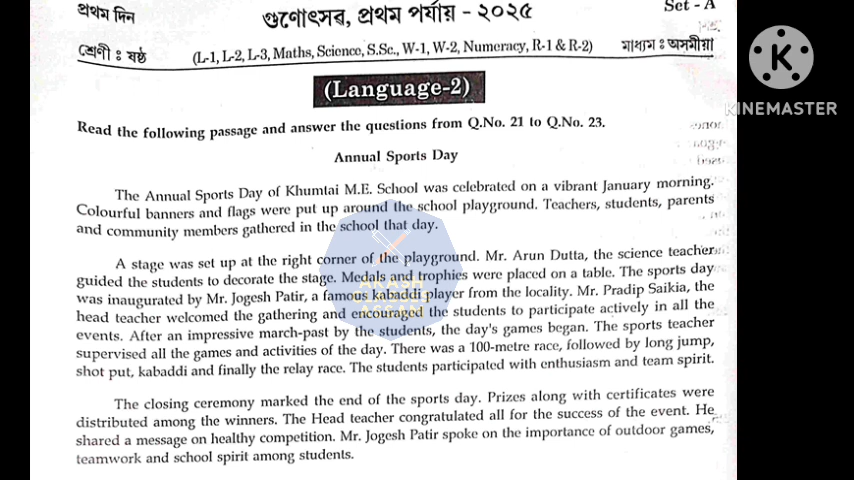 প্ৰথম দিন
গুণোৎসৱ, প্ৰথম পৰ্যায় - ২০২৫
Set - A
শ্ৰেণী : ষষ্ঠ
(L-1, L-2, L-3, Maths, Science, S.Sc., W-1, W-2, Numeracy, R-1 & R-2)
মাধ্যম : অসমীয়া
KINEMASTER
(Language-2)
Read the following passage and answer the questions from Q.No. 21 to Q.No. 23.
Annual Sports Day
The Annual Sports Day of Khumtai M.E. School was celebrated on a vibrant January morning.
Colourful banners and flags were put up around the school playground. Teachers, students, parents
and community members gathered in the school that day.
A stage was set up at the right corner of the playground. Mr. Arun Dutta, the science teacher
guided the students to decorate the stage. Medals and trophies were placed on a table. The sports day
was inaugurated by Mr. Jogesh Patir, a famous kabaddi player from the locality. Mr. Pradip Saikia, the
head teacher welcomed the gathering and encouraged the students to participate actively in all the
events. After an impressive march-past by the students, the day's games began. The sports teacher
supervised all the games and activities of the day. There was a 100-metre race, followed by long jump,
shot put, kabaddi and finally the relay race. The students participated with enthusiasm and team spirit.
The closing ceremony marked the end of the sports day. Prizes along with certificates were
distributed among the winners. The Head teacher congratulated all for the success of the event. He
shared a message on healthy competition. Mr. Jogesh Patir spoke on the importance of outdoor games,
teamwork and school spirit among students.